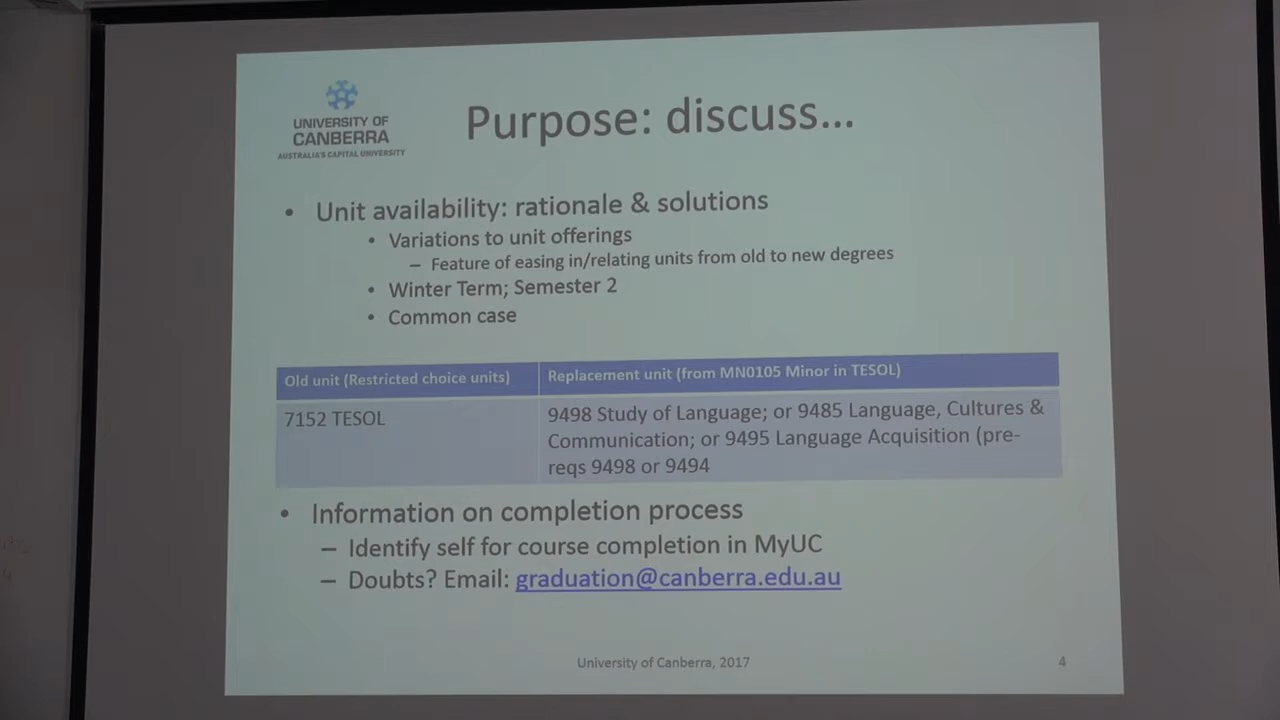 UNIVERSITY OF
CANBERRA
AUSTRALIA'S CAPITAL UNIVERSITY
Purpose: discuss...
• Unit availability: rationale & solutions
• Variations to unit offerings
– Feature of easing in/relating units from old to new degrees
• Winter Term; Semester 2
• Common case
Old unit (Restricted choice units)
Replacement unit (from MN0105 Minor in TESOL)
7152 TESOL
9498 Study of Language; or 9485 Language, Cultures &
Communication; or 9495 Language Acquisition (pre-
reqs 9498 or 9494
• Information on completion process
– Identify self for course completion in MyUC
– Doubts? Email: graduation@canberra.edu.au
University of Canberra, 2017
4